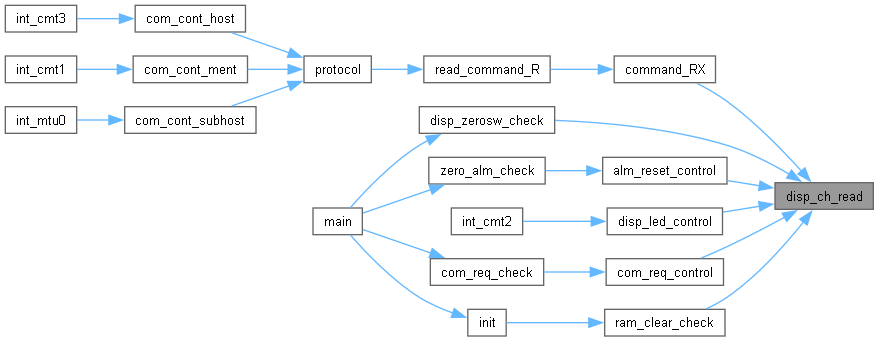 int_cmt3
com_cont_host
int_cmt1
com_cont_ment
protocol
read_command_R
command_RX
int_mtu0
com_cont_subhost
disp_zerosw_check
zero_alm_check
alm_reset_control
disp_ch_read
main
int_cmt2
disp_led_control
com_req_check
com_req_control
init
ram_clear_check